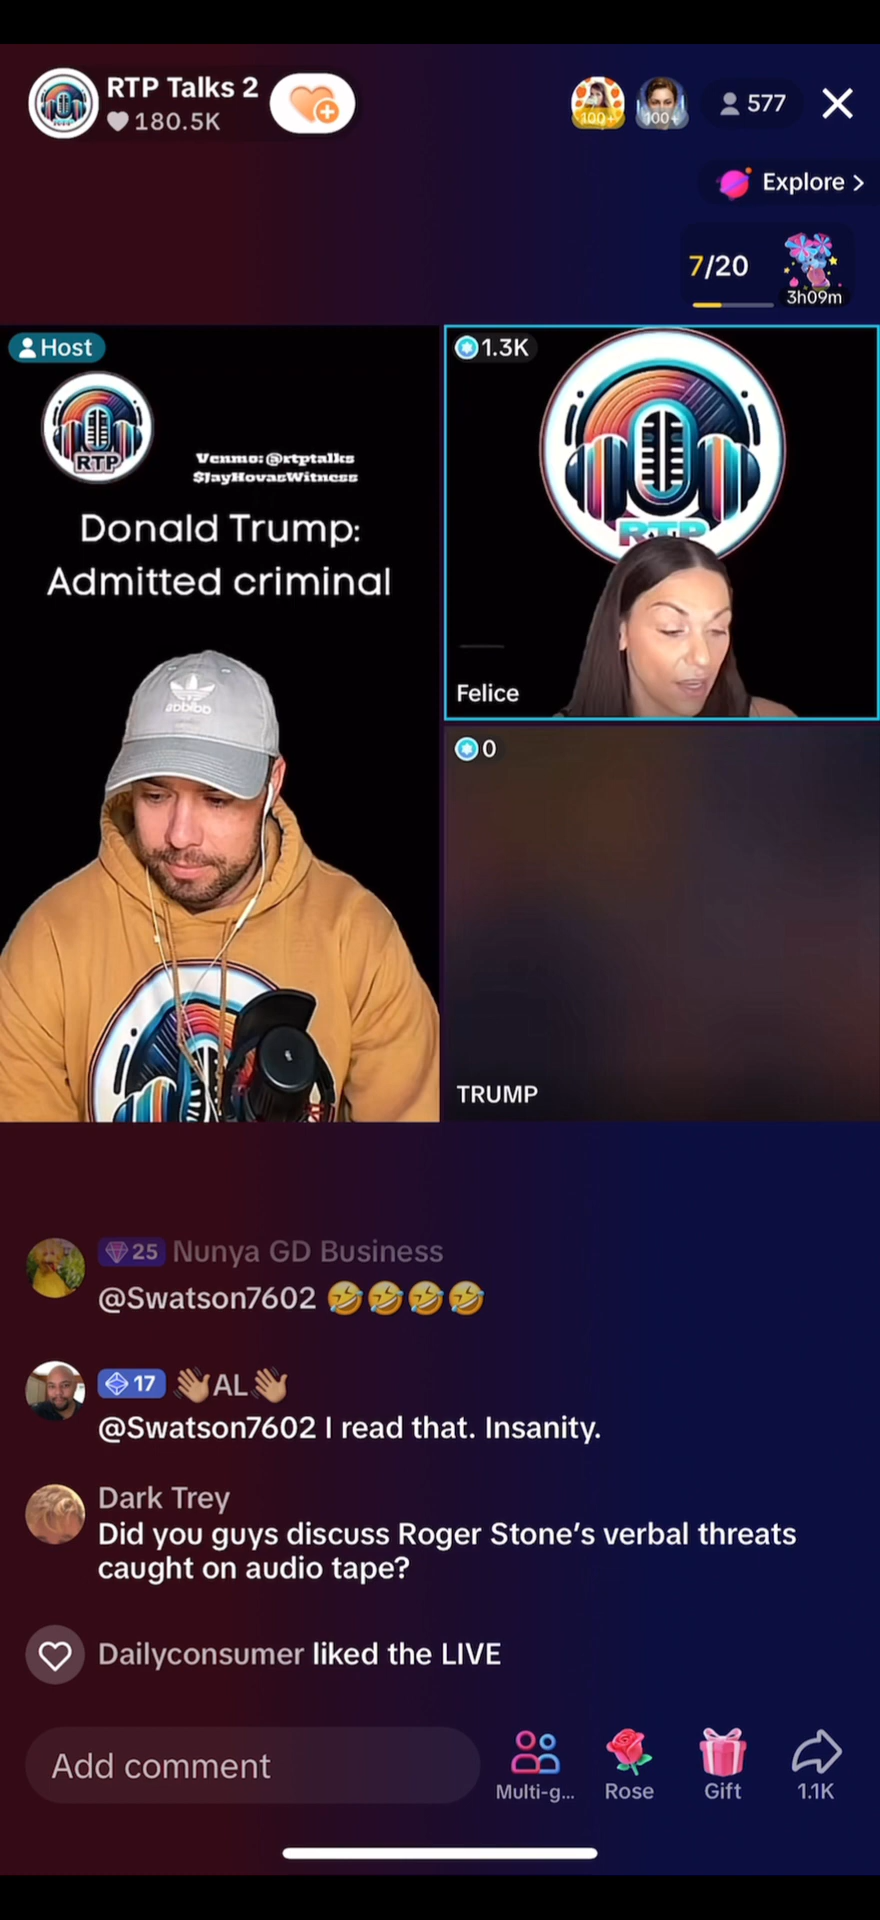 RTP Talks 2
180.5K
100+
100+
577
Explore >
7/20
3h09m
Host
RTP
Venmo: @rtptalks
$JayHovasWitness
Donald Trump:
Admitted criminal
1.3K
RTP
Felice
0
TRUMP
25 Nunya GD Business
@Swatson7602 🤣🤣🤣🤣
17 👋🏽AL👋🏽
@Swatson7602 I read that. Insanity.
Dark Trey
Did you guys discuss Roger Stone’s verbal threats
caught on audio tape?
Dailyconsumer liked the LIVE
Add comment
Multi-g...
Rose
Gift
1.1K